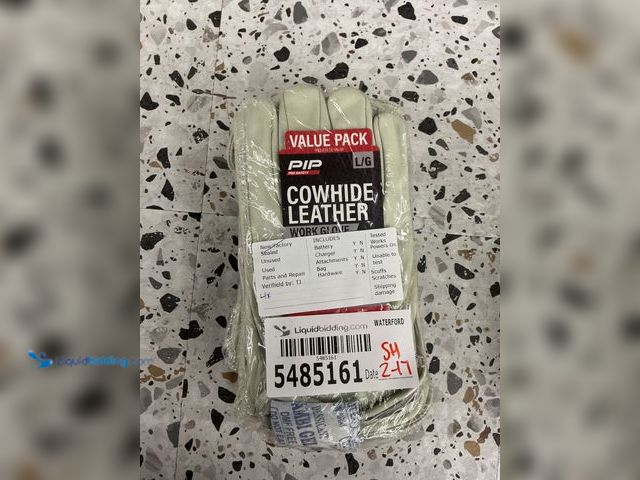 VALUE PACK
PIP
L/G
COWHIDE
LEATHER
WORK GLOVE
New-Factory Sealed
Unused
Used
Parts and Repair
Verifield by: TJ
INCLUDES
Battery Y N
Charger Y N
Attachments Y N
Bag Y N
Hardware Y N
Tested
Works
Powers On
Unable to
test
Scuffs
Scratches
Shipping
damage
Liquidbidding.com WATERFORD
5485161
5485161 Date
SH
2-17
Liquidbidding.com